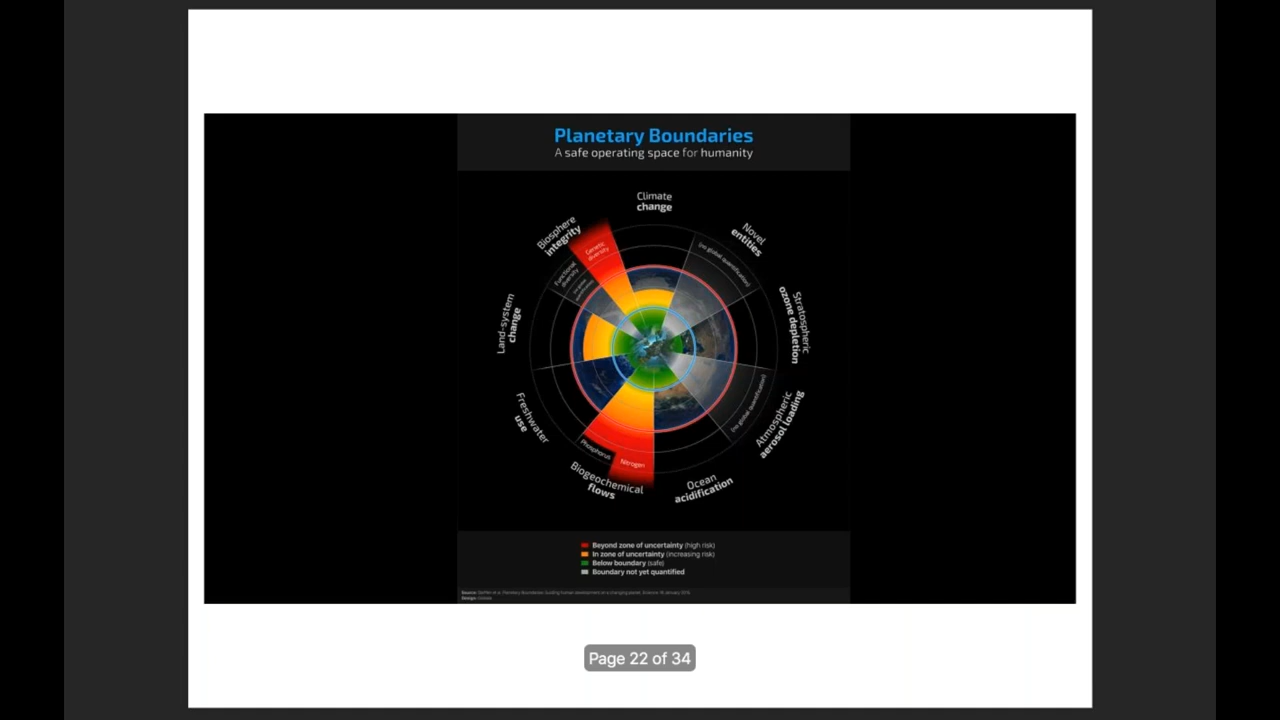 Planetary Boundaries
A safe operating space for humanity
Climate
change
Novel
entities
(no global quantification)
Stratospheric
ozone depletion
Atmospheric
aerosol loading
(no global quantification)
Ocean
acidification
Biogeochemical
flows
Phosphorus
Nitrogen
Freshwater
use
Land-system
change
Biosphere
integrity
Functional
diversity
Genetic
diversity
Beyond zone of uncertainty (high risk)
In zone of uncertainty (increasing risk)
Below boundary (safe)
Boundary not yet quantified
Page 22 of 34